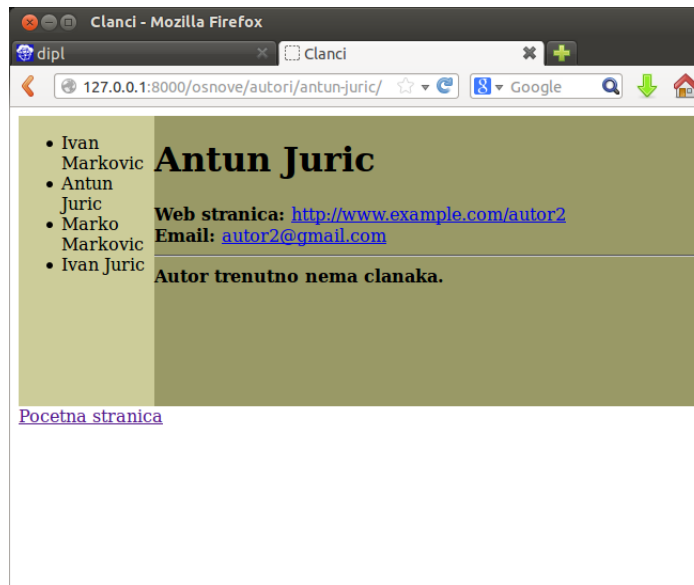 Clanci - Mozilla Firefox
dipl
Clanci
127.0.0.1:8000/osnove/autori/antun-juric/
Google
Ivan
Markovic
Antun
Juric
Marko
Markovic
Ivan Juric
Antun Juric
Web stranica: http://www.example.com/autor2
Email: autor2@gmail.com
Autor trenutno nema clanaka.
Pocetna stranica